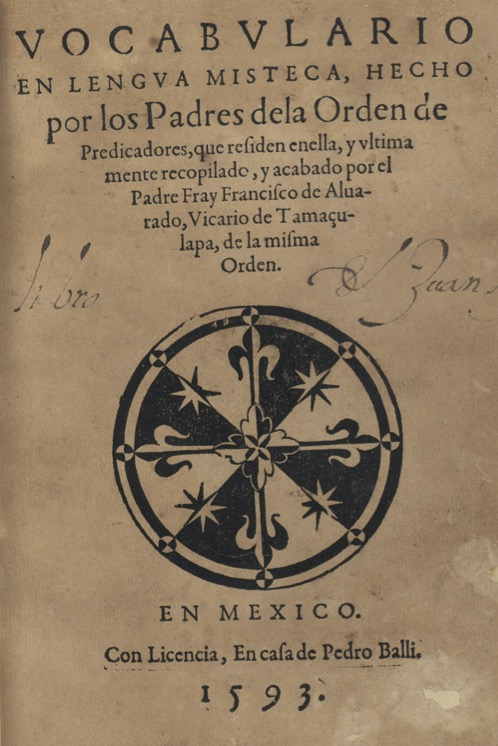 VOCABVLARIO
EN LENGVA MISTECA, HECHO
por los Padres dela Orden de
Predicadores, que reſiden enella, y vltima
mente recopilado, y acabado por el
Padre Fray Franciſco de Alua-
rado, Vicario de Tamaçu-
lapa, de la miſma
Orden.
libro
Juan
EN MEXICO.
Con Licencia, En caſa de Pedro Balli.
1593.